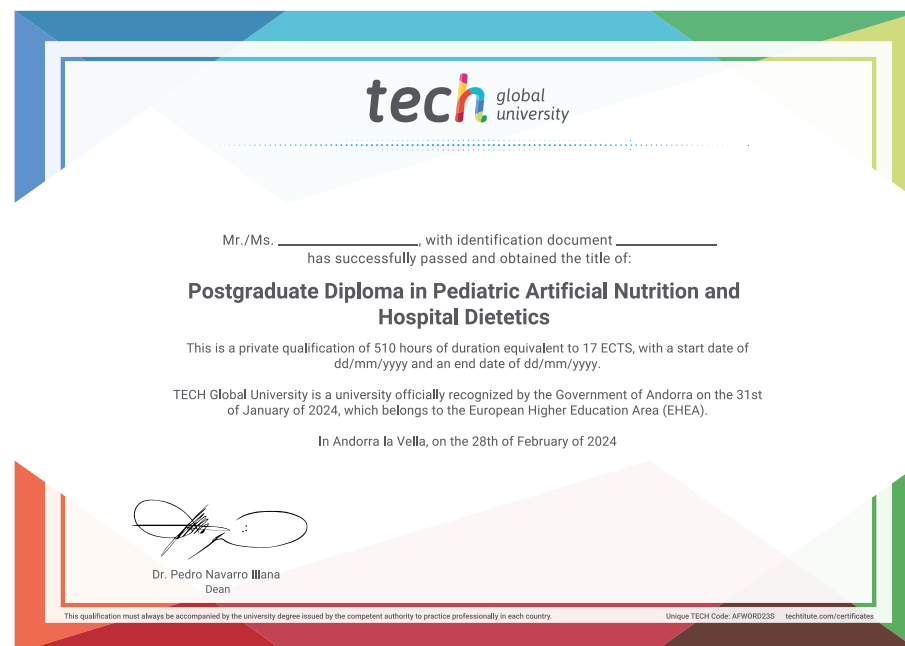 tech global university
Mr./Ms. ____________, with identification document ____________
has successfully passed and obtained the title of:
Postgraduate Diploma in Pediatric Artificial Nutrition and
Hospital Dietetics
This is a private qualification of 510 hours of duration equivalent to 17 ECTS, with a start date of
dd/mm/yyyy and an end date of dd/mm/yyyy.
TECH Global University is a university officially recognized by the Government of Andorra on the 31st
of January of 2024, which belongs to the European Higher Education Area (EHEA).
In Andorra la Vella, on the 28th of February of 2024
Dr. Pedro Navarro Illana
Dean
This qualification must always be accompanied by the university degree issued by the competent authority to practice professionally in each country. Unique TECH Code: AFWORD23S techtitute.com/certificates